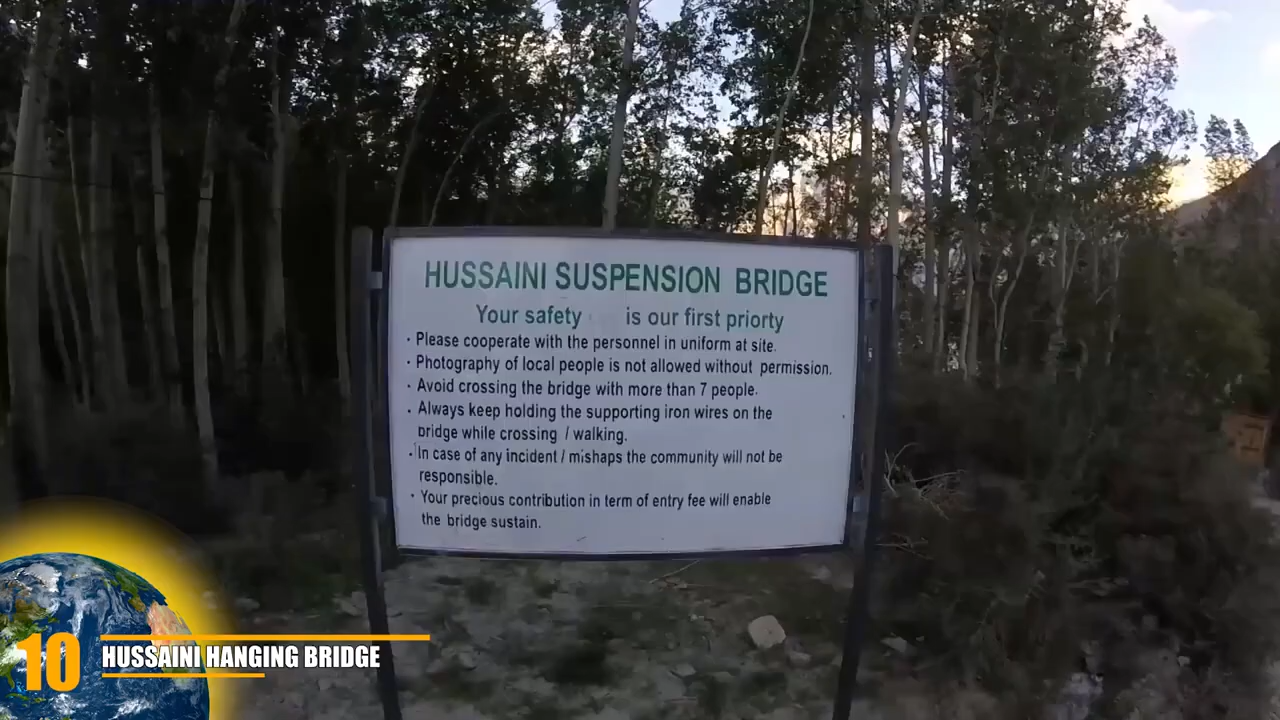 HUSSAINI SUSPENSION BRIDGE
Your safety is our first priorty
· Please cooperate with the personnel in uniform at site.
· Photography of local people is not allowed without permission.
· Avoid crossing the bridge with more than 7 people.
· Always keep holding the supporting iron wires on the
bridge while crossing / walking.
· In case of any incident / mishaps the community will not be
responsible.
· Your precious contribution in term of entry fee will enable
the bridge sustain.
10 HUSSAINI HANGING BRIDGE